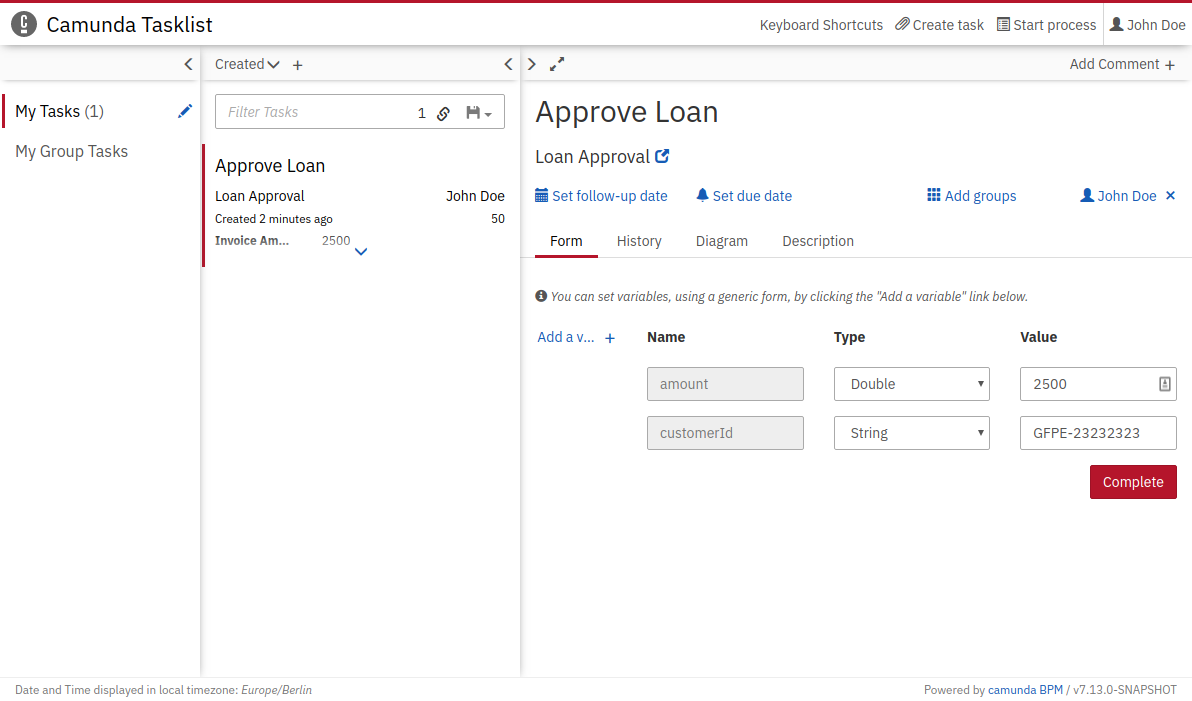 Camunda Tasklist
Keyboard Shortcuts Create task Start process John Doe
Created +
Add Comment +
My Tasks (1)
My Group Tasks
Filter Tasks 1
Approve Loan
Loan Approval John Doe
Created 2 minutes ago 50
Invoice Am... 2500
Approve Loan
Loan Approval
Set follow-up date Set due date Add groups John Doe ×
Form History Diagram Description
You can set variables, using a generic form, by clicking the "Add a variable" link below.
Add a v... + Name Type Value
amount Double 2500
customerId String GFPE-23232323
Complete
Date and Time displayed in local timezone: Europe/Berlin
Powered by camunda BPM / v7.13.0-SNAPSHOT